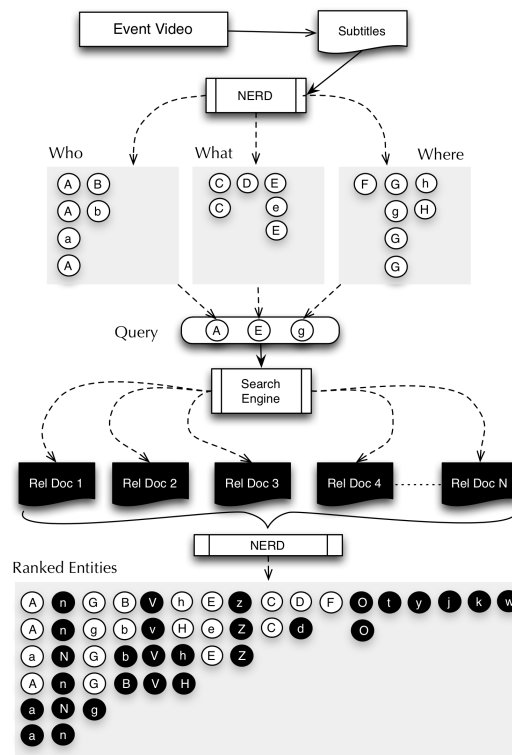 Event Video
Subtitles
NERD
Who
What
Where
A B
C D E
F G h
A b
C e
g H
a
E
G
A
G
Query
A E g
Search
Engine
Rel Doc 1
Rel Doc 2
Rel Doc 3
Rel Doc 4
Rel Doc N
NERD
Ranked Entities
A n G B V h E z C D F O t y j k w
A n g b v H e Z C d O
a N G b V h E Z
A n G B V H
a N g
a n